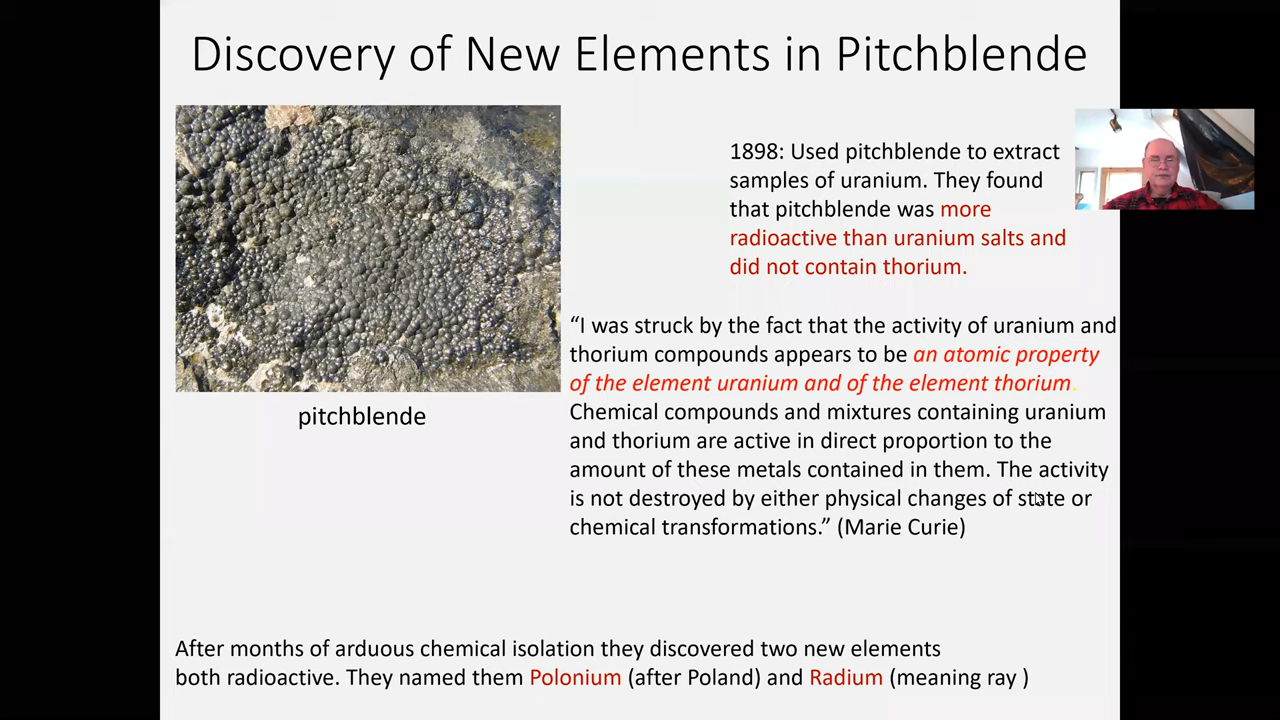 Discovery of New Elements in Pitchblende
1898: Used pitchblende to extract
samples of uranium. They found
that pitchblende was more
radioactive than uranium salts and
did not contain thorium.
“I was struck by the fact that the activity of uranium and
thorium compounds appears to be an atomic property
of the element uranium and of the element thorium.
Chemical compounds and mixtures containing uranium
and thorium are active in direct proportion to the
amount of these metals contained in them. The activity
is not destroyed by either physical changes of state or
chemical transformations.” (Marie Curie)
pitchblende
After months of arduous chemical isolation they discovered two new elements
both radioactive. They named them Polonium (after Poland) and Radium (meaning ray )